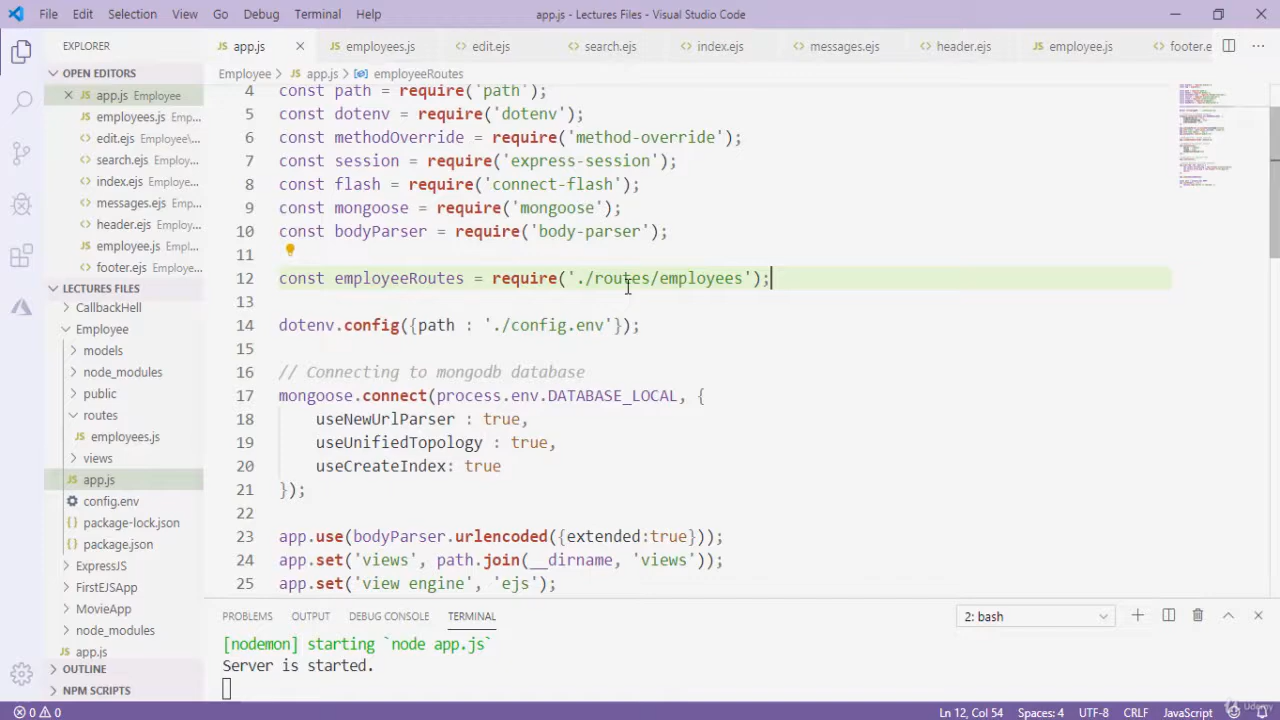 File Edit Selection View Go Debug Terminal Help
app.js - Lectures Files - Visual Studio Code
EXPLORER
OPEN EDITORS
app.js Employee
employees.js Emp...
edit.ejs Employee\...
search.ejs Employ...
index.ejs Employe...
messages.ejs Emp...
header.ejs Emplo...
employee.js Empl...
footer.ejs Employ...
LECTURES FILES
CallbackHell
Employee
models
node_modules
public
routes
employees.js
views
app.js
config.env
package-lock.json
package.json
ExpressJS
FirstEJSApp
MovieApp
node_modules
app.js
OUTLINE
NPM SCRIPTS
app.js employees.js edit.ejs search.ejs index.ejs messages.ejs header.ejs employee.js footer.e
Employee > app.js > employeeRoutes
4 const path = require('path');
5 const dotenv = require('dotenv');
6 const methodOverride = require('method-override');
7 const session = require('express-session');
8 const flash = require('connect-flash');
9 const mongoose = require('mongoose');
10 const bodyParser = require('body-parser');
11
12 const employeeRoutes = require('./routes/employees');
13
14 dotenv.config({path : './config.env'});
15
16 // Connecting to mongodb database
17 mongoose.connect(process.env.DATABASE_LOCAL, {
18 useNewUrlParser : true,
19 useUnifiedTopology : true,
20 useCreateIndex: true
21 });
22
23 app.use(bodyParser.urlencoded({extended:true}));
24 app.set('views', path.join(__dirname, 'views'));
25 app.set('view engine', 'ejs');
PROBLEMS OUTPUT DEBUG CONSOLE TERMINAL 2: bash
[nodemon] starting `node app.js`
Server is started.
0 0 Ln 12, Col 54 Spaces: 4 UTF-8 CRLF JavaScript
Udemy